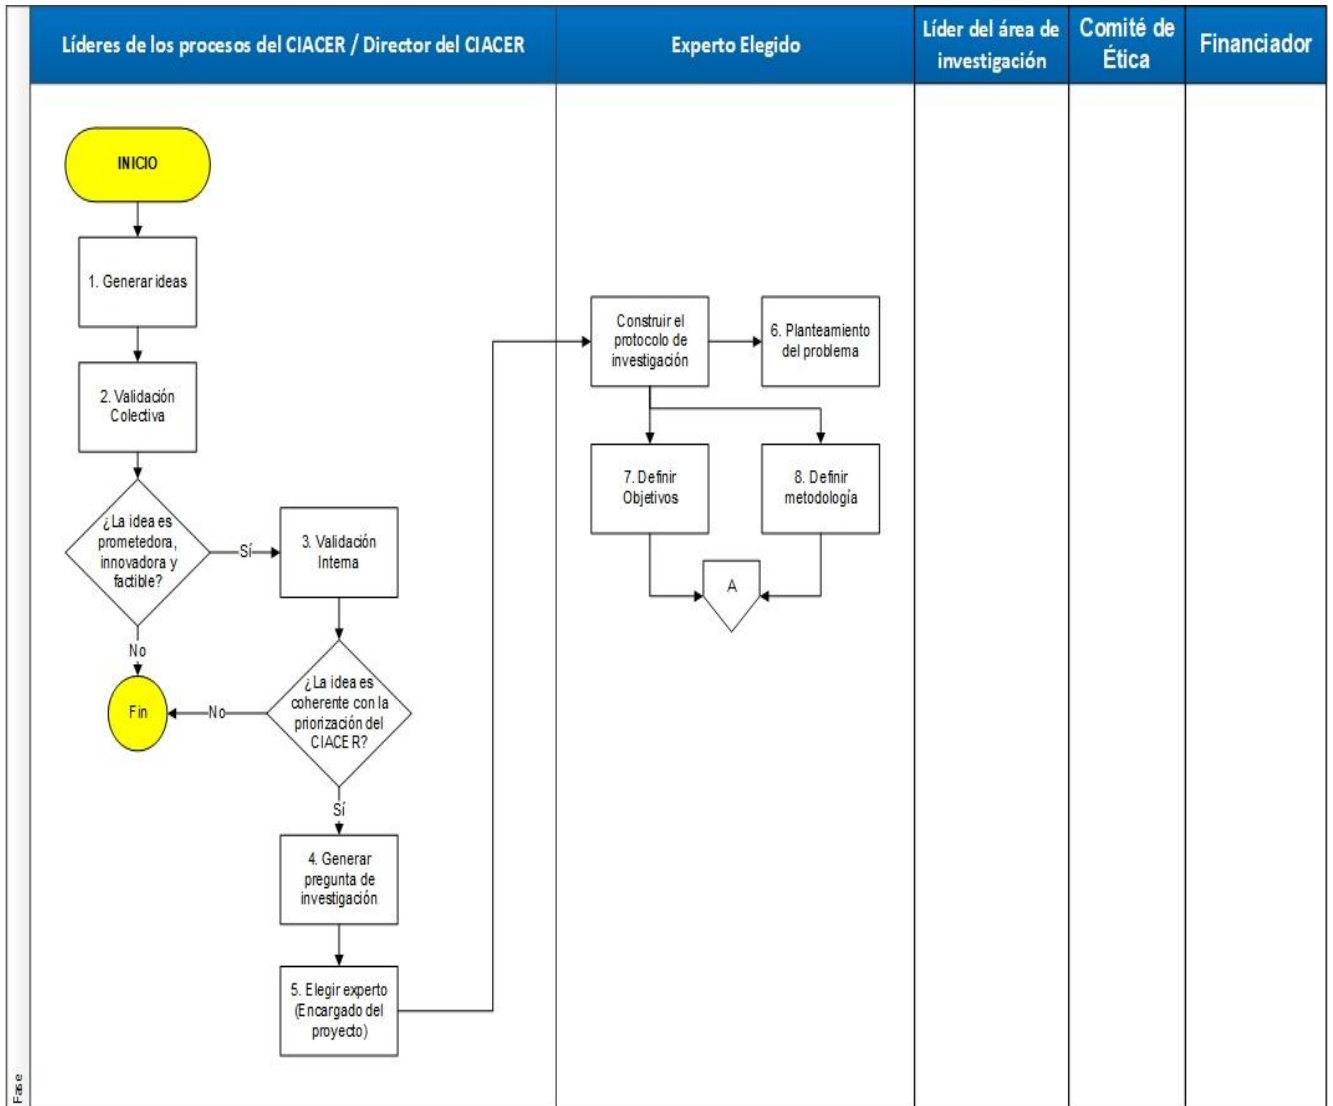 Líderes de los procesos del CIACER / Director del CIACER
Experto Elegido
Líder del área de
investigación
Comité de
Ética
Financiador
INICIO
1. Generar ideas
2. Validación
Colectiva
¿La idea es
prometedora,
innovadora y
factible?
Sí
3. Validación
Interna
No
Fin
No
¿La idea es
coherente con la
priorización del
CIACER?
Sí
4. Generar
pregunta de
investigación
5. Elegir experto
(Encargado del
proyecto)
Construir el
protocolo de
investigación
6. Planteamiento
del problema
7. Definir
Objetivos
8. Definir
metodología
A
Fase